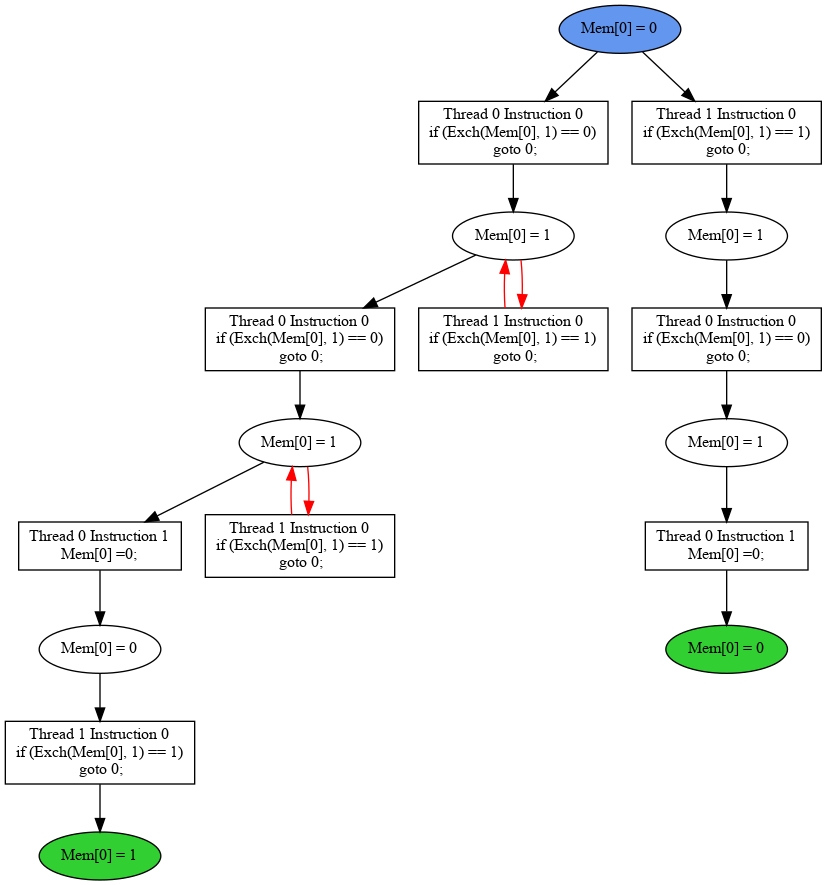 Mem[0] = 0
Thread 0 Instruction 0
if (Exch(Mem[0], 1) == 0)
goto 0;
Thread 1 Instruction 0
if (Exch(Mem[0], 1) == 1)
goto 0;
Mem[0] = 1
Mem[0] = 1
Thread 0 Instruction 0
if (Exch(Mem[0], 1) == 0)
goto 0;
Thread 1 Instruction 0
if (Exch(Mem[0], 1) == 1)
goto 0;
Thread 0 Instruction 0
if (Exch(Mem[0], 1) == 0)
goto 0;
Mem[0] = 1
Mem[0] = 1
Thread 0 Instruction 1
Mem[0] =0;
Thread 1 Instruction 0
if (Exch(Mem[0], 1) == 1)
goto 0;
Thread 0 Instruction 1
Mem[0] =0;
Mem[0] = 0
Mem[0] = 0
Thread 1 Instruction 0
if (Exch(Mem[0], 1) == 1)
goto 0;
Mem[0] = 1